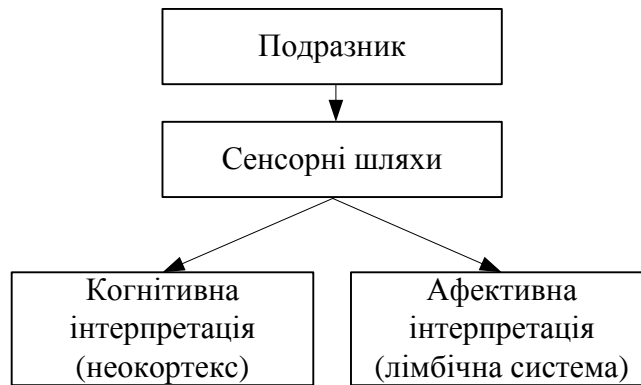 Подразник
Сенсорні шляхи
Когнітивна
інтерпретація
(неокортекс)
Афективна
інтерпретація
(лімбічна система)